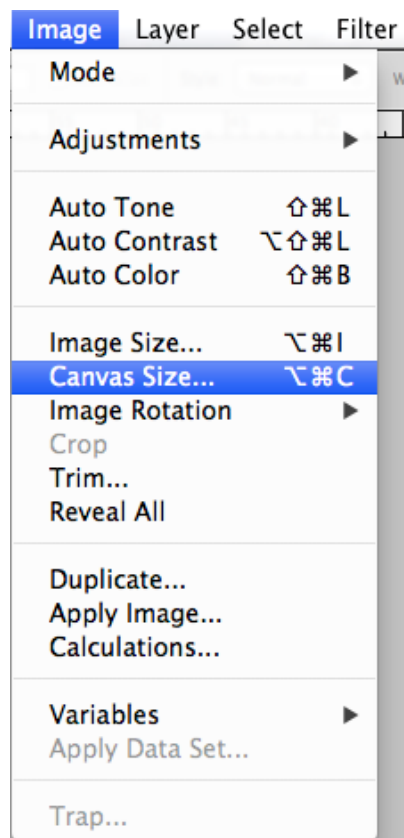 Image Layer Select Filter
Mode ▶
Adjustments ▶
Auto Tone ⇧⌘L
Auto Contrast ⌥⇧⌘L
Auto Color ⇧⌘B
Image Size... ⌥⌘I
Canvas Size... ⌥⌘C
Image Rotation ▶
Crop
Trim...
Reveal All
Duplicate...
Apply Image...
Calculations...
Variables ▶
Apply Data Set...
Trap...